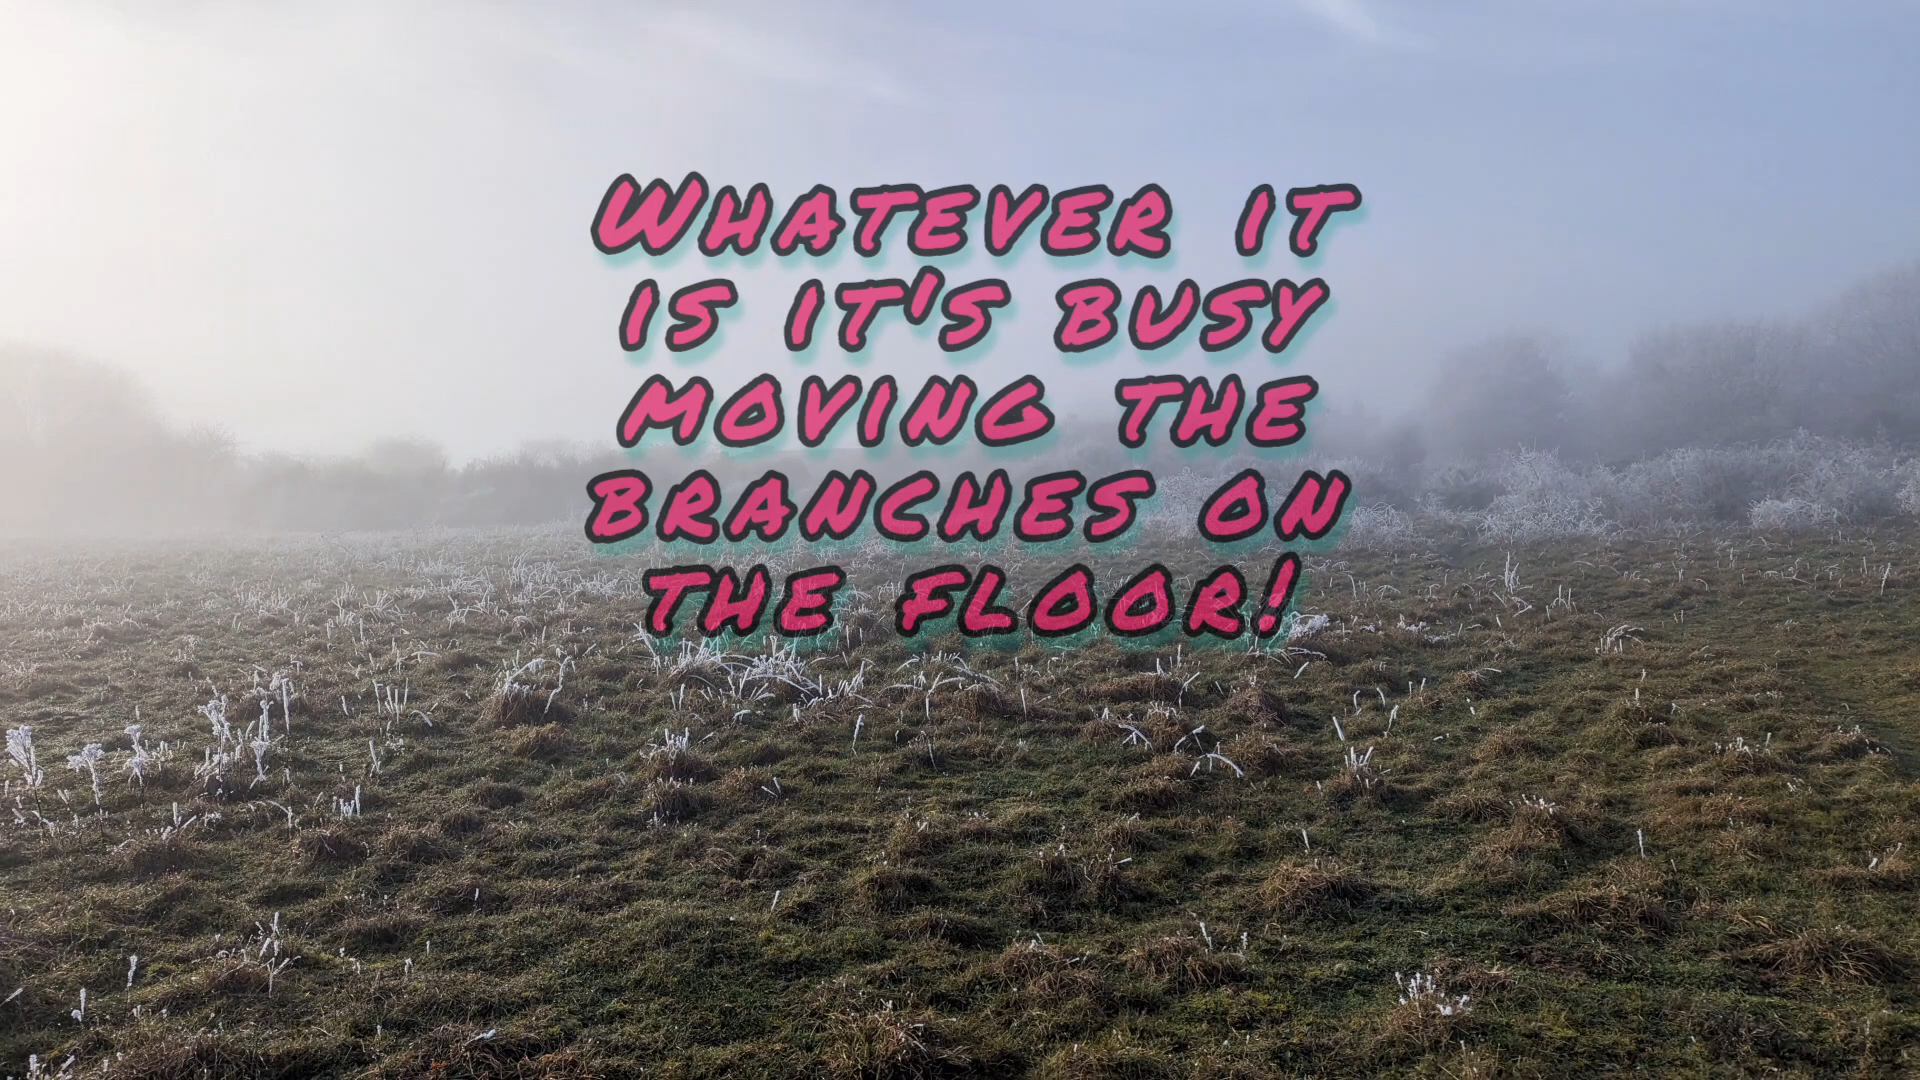 Whatever it
is it's busy
moving the
branches on
the floor!